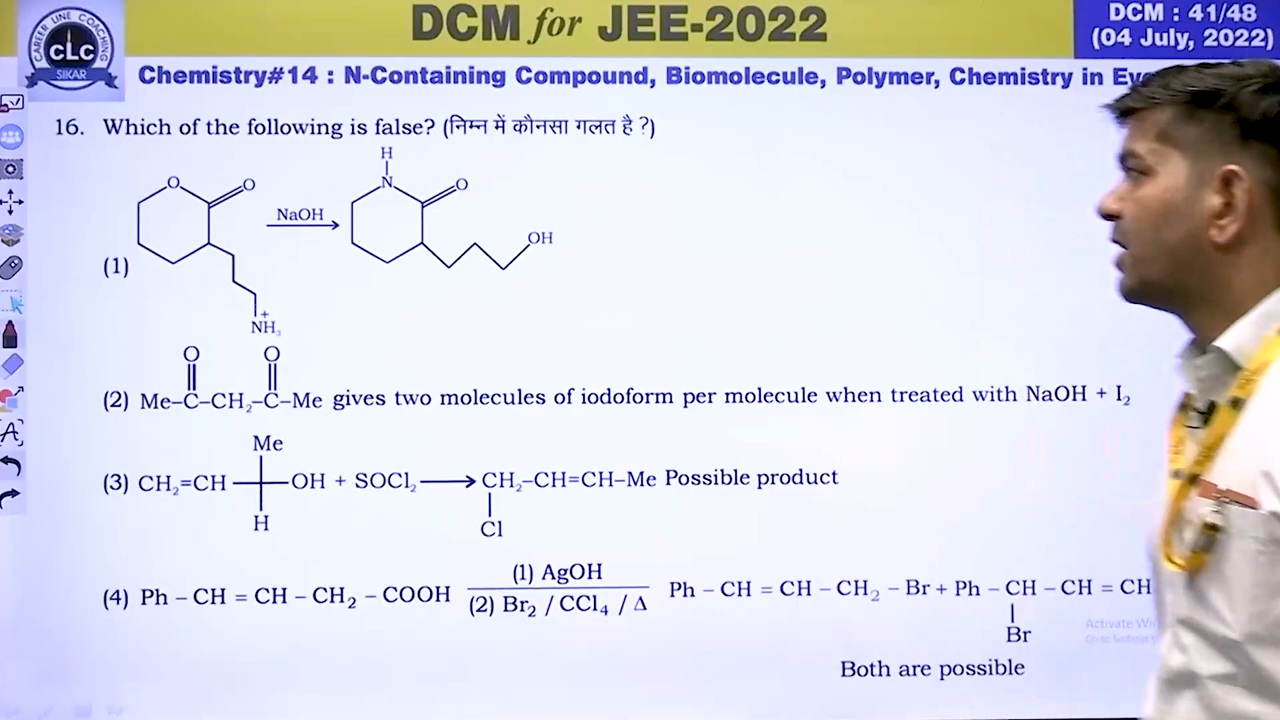 DCM for JEE-2022
DCM : 41/48
(04 July, 2022)
CAREER LINE COACHING
CLC
SIKAR
Chemistry#14 : N-Containing Compound, Biomolecule, Polymer, Chemistry in
16. Which of the following is false? (निम्न में कौनसा गलत है ?)
(1)
O O NaOH H N O OH
NH₃⁺
O O
(2) Me–C–CH₂–C–Me gives two molecules of iodoform per molecule when treated with NaOH + I₂
Me
(3) CH₂=CH OH + SOCl₂ CH₂–CH=CH–Me Possible product
H Cl
(1) AgOH
(4) Ph – CH = CH – CH₂ – COOH (2) Br₂ / CCl₄ / Δ Ph – CH = CH – CH₂ – Br + Ph – CH – CH = CH
Br
Activate
Both are possible